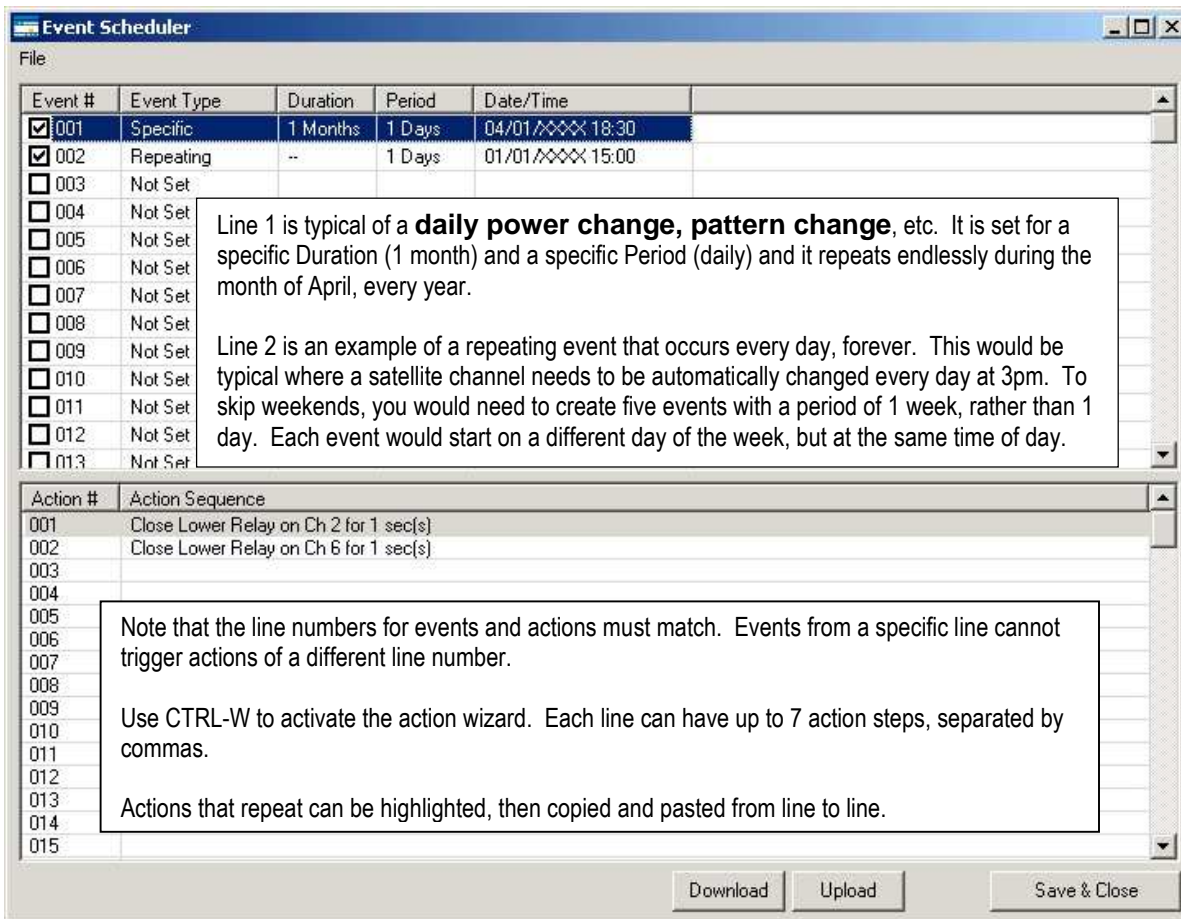 Event Scheduler
File
Event # Event Type Duration Period Date/Time
001 Specific 1 Months 1 Days 04/01/XXXX 18:30
002 Repeating -- 1 Days 01/01/XXXX 15:00
003 Not Set
004 Not Set
005 Not Set
006 Not Set
007 Not Set
008 Not Set
009 Not Set
010 Not Set
011 Not Set
012 Not Set
013 Not Set
Line 1 is typical of a daily power change, pattern change, etc. It is set for a
specific Duration (1 month) and a specific Period (daily) and it repeats endlessly during the
month of April, every year.
Line 2 is an example of a repeating event that occurs every day, forever. This would be
typical where a satellite channel needs to be automatically changed every day at 3pm. To
skip weekends, you would need to create five events with a period of 1 week, rather than 1
day. Each event would start on a different day of the week, but at the same time of day.
Action # Action Sequence
001 Close Lower Relay on Ch 2 for 1 sec(s)
002 Close Lower Relay on Ch 6 for 1 sec(s)
003
004
005
006
007
008
009
010
011
012
013
014
015
Note that the line numbers for events and actions must match. Events from a specific line cannot
trigger actions of a different line number.
Use CTRL-W to activate the action wizard. Each line can have up to 7 action steps, separated by
commas.
Actions that repeat can be highlighted, then copied and pasted from line to line.
Download Upload Save & Close